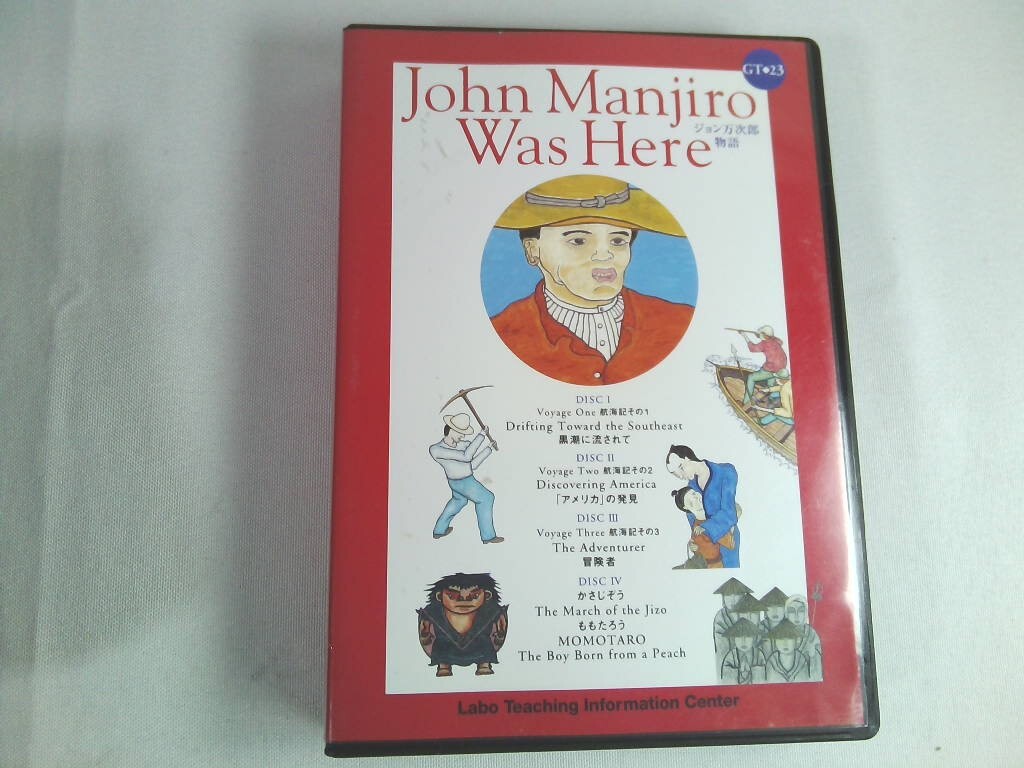 GT•23
John Manjiro
Was Here
ジョン万次郎
物語
DISC I
Voyage One 航海記その1
Drifting Toward the Southeast
黒潮に流されて
DISC II
Voyage Two 航海記その2
Discovering America
「アメリカ」の発見
DISC III
Voyage Three 航海記その3
The Adventurer
冒険者
DISC IV
かさじぞう
The March of the Jizo
ももたろう
MOMOTARO
The Boy Born from a Peach
Labo Teaching Information Center